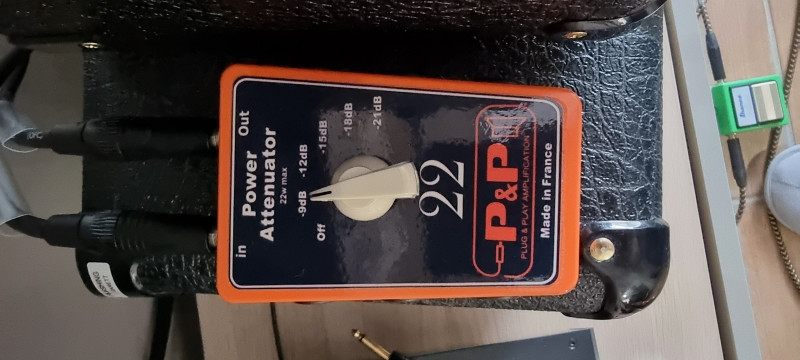 in
Out
Power
Attenuator
22w max
Off
-9dB
-12dB
-15dB
-18dB
-21dB
22
P&P
PLUG & PLAY AMPLIFICATION
Made in France
WARNING